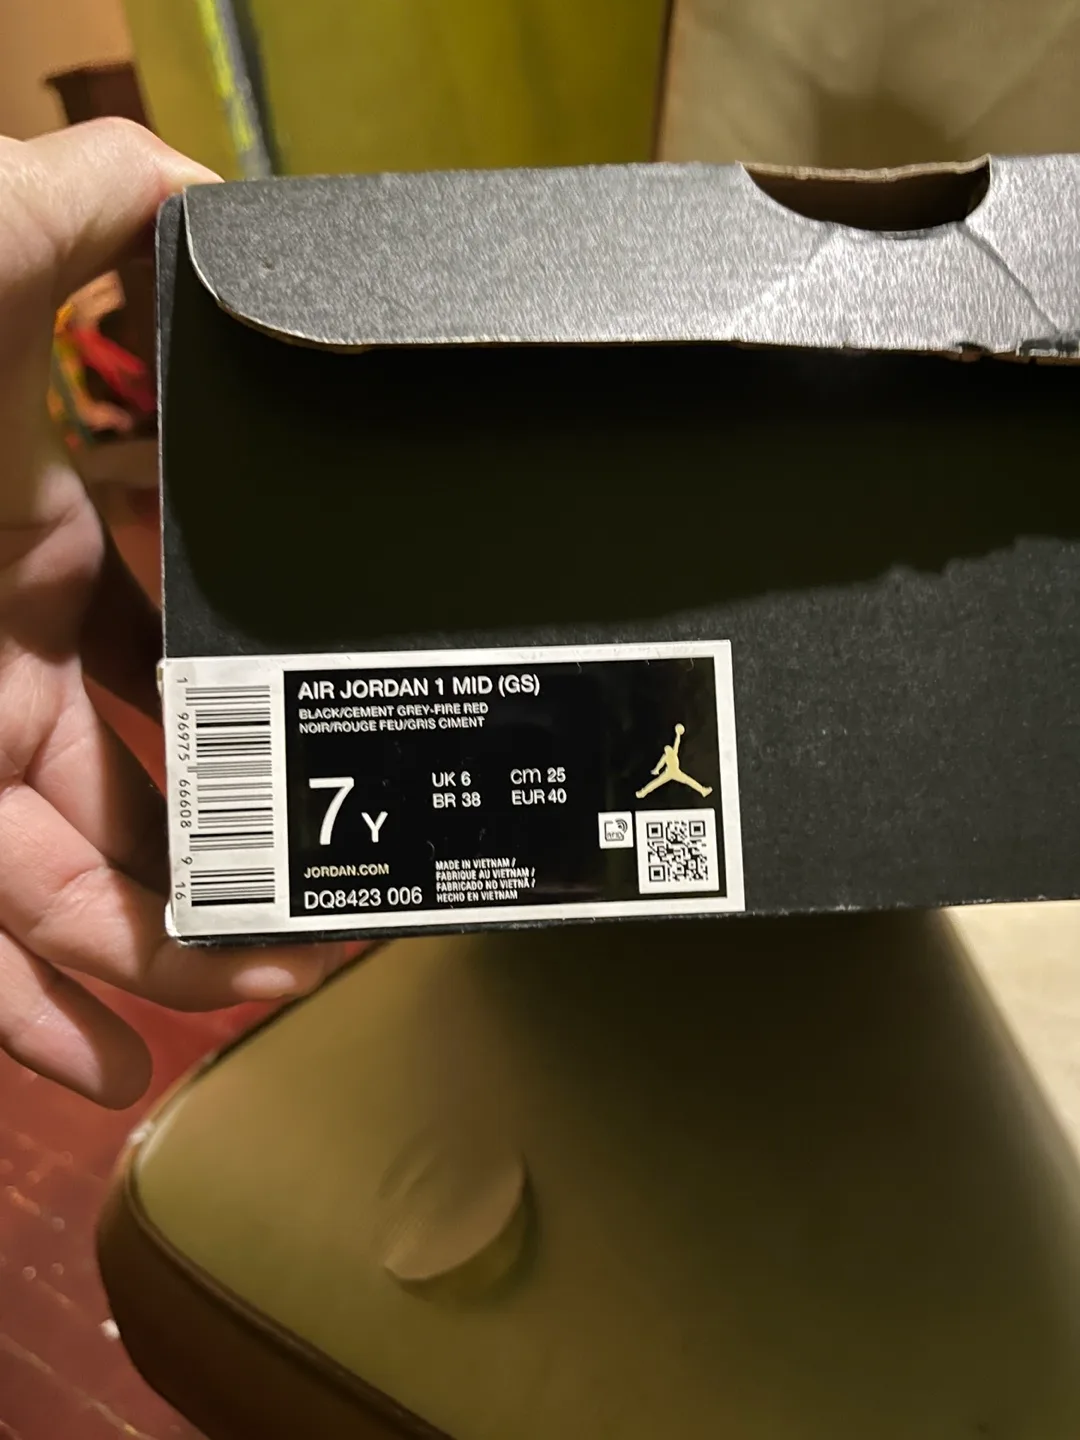 AIR JORDAN 1 MID (GS)
BLACK/CEMENT GREY-FIRE RED
NOIR/ROUGE FEU/GRIS CIMENT
7Y
UK 6 CM 25
BR 38 EUR 40
JORDAN.COM
DQ8423 006
MADE IN VIETNAM /
FABRIQUE AU VIETNAM /
FABRICADO NO VIETNÃ /
HECHO EN VIETNAM
RFID
1 96975 66608 9 16